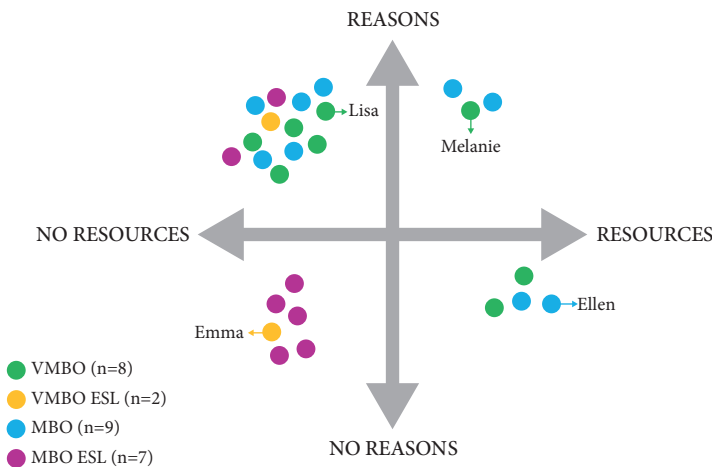 REASONS
Lisa
Melanie
NO RESOURCES
RESOURCES
Ellen
Emma
VMBO (n=8)
VMBO ESL (n=2)
MBO (n=9)
MBO ESL (n=7)
NO REASONS